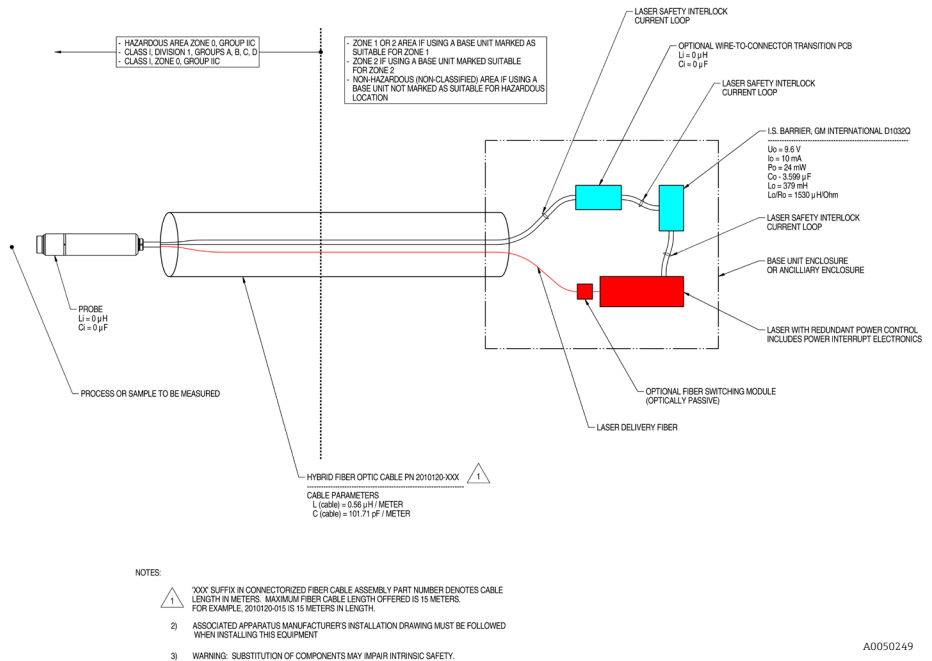 LASER SAFETY INTERLOCK
CURRENT LOOP
- HAZARDOUS AREA ZONE 0, GROUP IIC
- CLASS I, DIVISION 1, GROUPS A, B, C, D
- CLASS I, ZONE 0, GROUP IIC
- ZONE 1 OR 2 AREA IF USING A BASE UNIT MARKED AS
SUITABLE FOR ZONE 1
- ZONE 2 IF USING A BASE UNIT MARKED SUITABLE
FOR ZONE 2
- NON-HAZARDOUS (NON-CLASSIFIED) AREA IF USING A
BASE UNIT NOT MARKED AS SUITABLE FOR HAZARDOUS
LOCATION
OPTIONAL WIRE-TO-CONNECTOR TRANSITION PCB
Li = 0 µH
Ci = 0 µF
LASER SAFETY INTERLOCK
CURRENT LOOP
I.S. BARRIER, GM INTERNATIONAL D1032Q
Uo = 9.6 V
Io = 10 mA
Po = 24 mW
Co - 3.599 µF
Lo = 379 mH
Lo/Ro = 1530 µH/Ohm
LASER SAFETY INTERLOCK
CURRENT LOOP
BASE UNIT ENCLOSURE
OR ANCILLIARY ENCLOSURE
PROBE
Li = 0 µH
Ci = 0 µF
LASER WITH REDUNDANT POWER CONTROL
INCLUDES POWER INTERRUPT ELECTRONICS
PROCESS OR SAMPLE TO BE MEASURED
OPTIONAL FIBER SWITCHING MODULE
(OPTICALLY PASSIVE)
LASER DELIVERY FIBER
HYBRID FIBER OPTIC CABLE PN 2010120-XXX 1
CABLE PARAMETERS
L (cable) = 0.56 µH / METER
C (cable) = 101.71 pF / METER
NOTES:
1 'XXX' SUFFIX IN CONNECTORIZED FIBER CABLE ASSEMBLY PART NUMBER DENOTES CABLE
LENGTH IN METERS. MAXIMUM FIBER CABLE LENGTH OFFERED IS 15 METERS.
FOR EXAMPLE, 2010120-015 IS 15 METERS IN LENGTH.
2) ASSOCIATED APPARATUS MANUFACTURER'S INSTALLATION DRAWING MUST BE FOLLOWED
WHEN INSTALLING THIS EQUIPMENT
3) WARNING: SUBSTITUTION OF COMPONENTS MAY IMPAIR INTRINSIC SAFETY.
A0050249